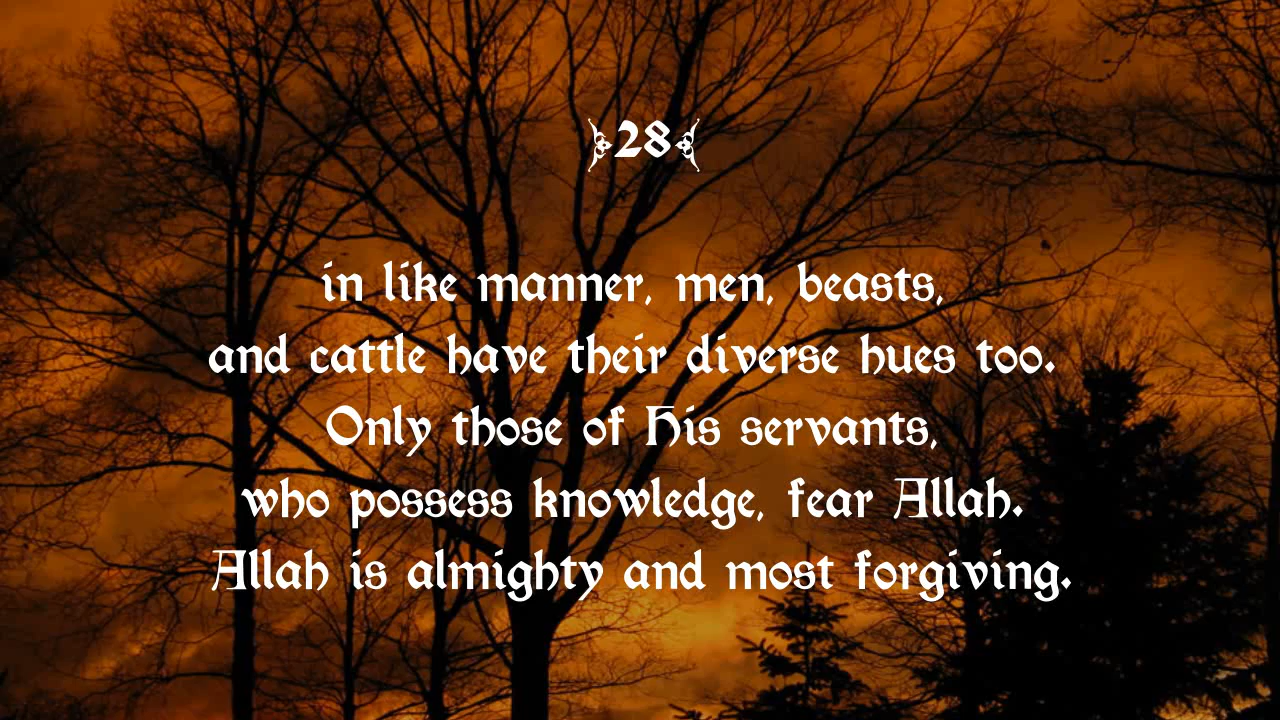 28
in like manner, men, beasts,
and cattle have their diverse hues too.
Only those of His servants,
who possess knowledge, fear Allah.
Allah is almighty and most forgiving.